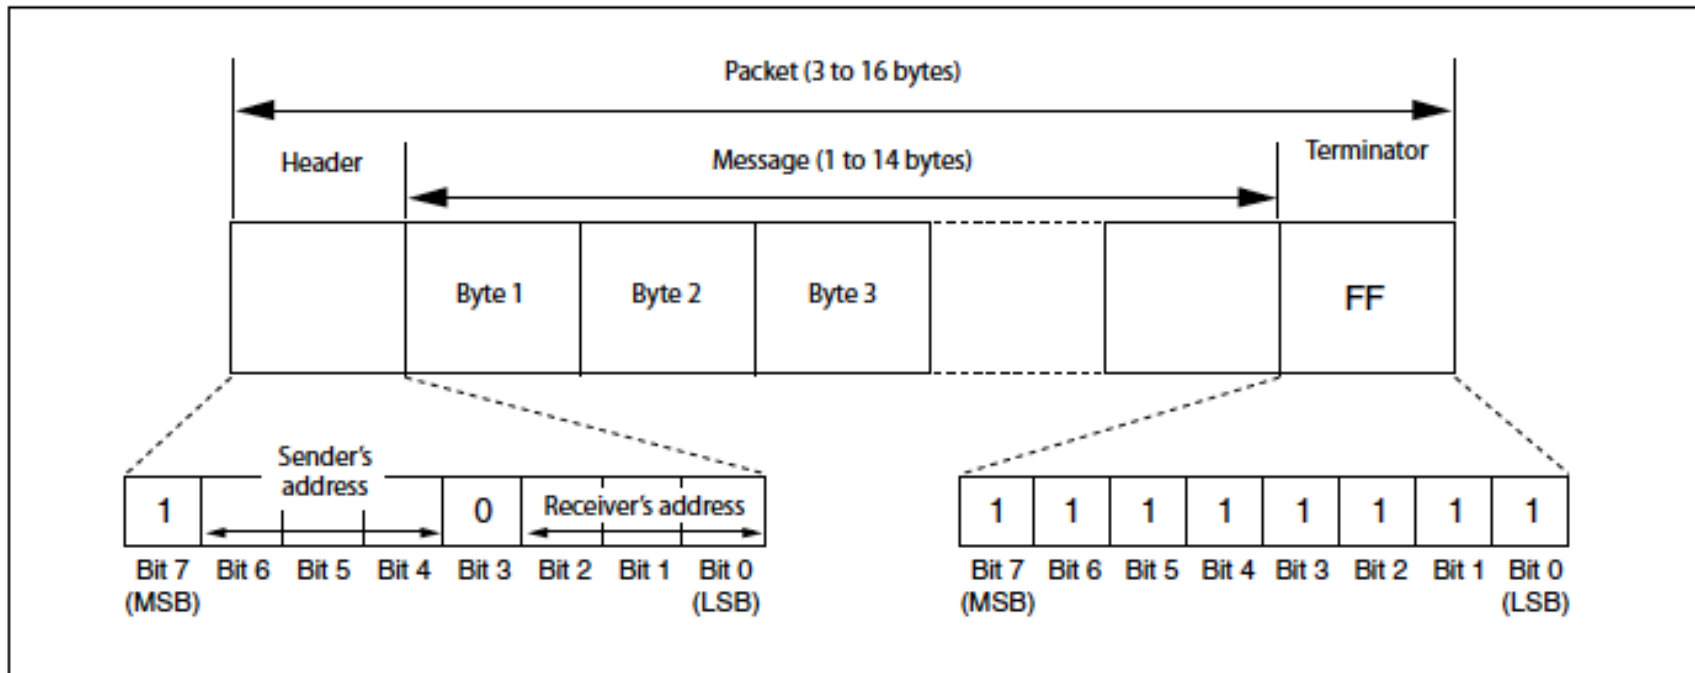 Packet (3 to 16 bytes)
Header
Message (1 to 14 bytes)
Terminator
Byte 1
Byte 2
Byte 3
FF
Sender's
address
1
0
Receiver's address
1 1 1 1 1 1 1 1
Bit 7 Bit 6 Bit 5 Bit 4 Bit 3 Bit 2 Bit 1 Bit 0
(MSB) (LSB)
Bit 7 Bit 6 Bit 5 Bit 4 Bit 3 Bit 2 Bit 1 Bit 0
(MSB) (LSB)